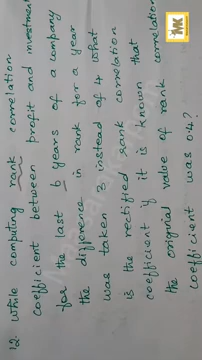 12 While computing rank correlation
coefficient between profit and investment
for the last 6 years of a company
the difference in rank for a year
was taken 3 instead of 4 what
is the rectified rank correlation
coefficient if it is known that
the original value of rank correlation
coefficient was 0.4?